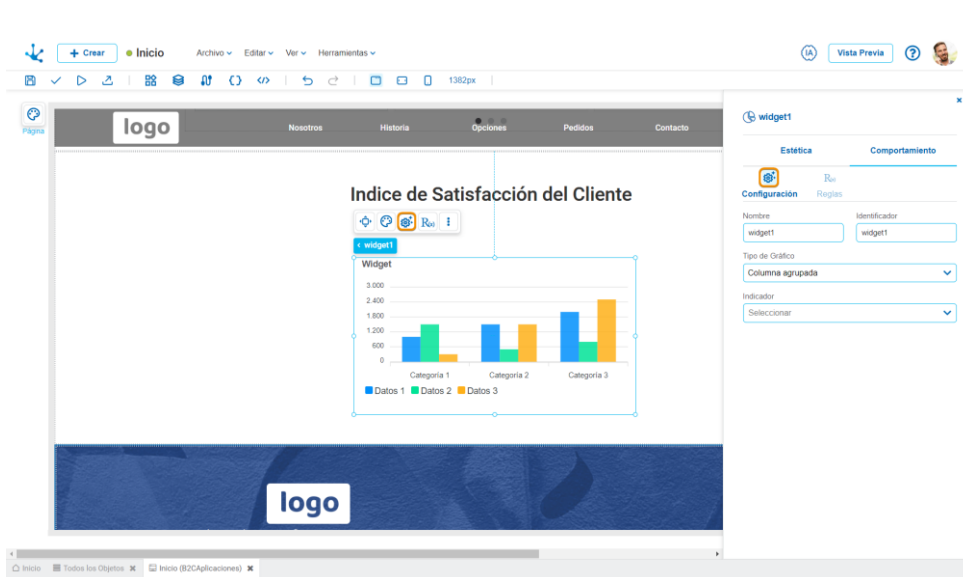 + Crear
Inicio
Archivo
Editar
Ver
Herramientas
IA
Vista Previa
?
1382px
Página
logo
Nosotros
Historia
Opciones
Pedidos
Contacto
Indice de Satisfacción del Cliente
< widget1
Widget
3.000
2.400
1.800
1.200
600
0
Categoría 1
Categoría 2
Categoría 3
Datos 1
Datos 2
Datos 3
logo
widget1
Estética
Comportamiento
Configuración
Reglas
Nombre
Identificador
widget1
widget1
Tipo de Gráfico
Columna agrupada
Indicador
Seleccionar
Inicio
Todos los Objetos
Inicio (B2CAplicaciones)